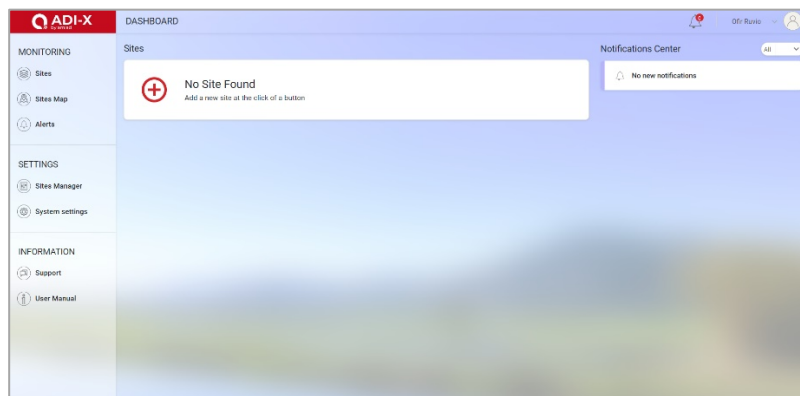 ADI-X
DASHBOARD
Ofir Ruvio
MONITORING
Sites
Sites Map
Alerts
SETTINGS
Sites Manager
System settings
INFORMATION
Support
User Manual
Sites
No Site Found
Add a new site at the click of a button
Notifications Center
All
No new notifications